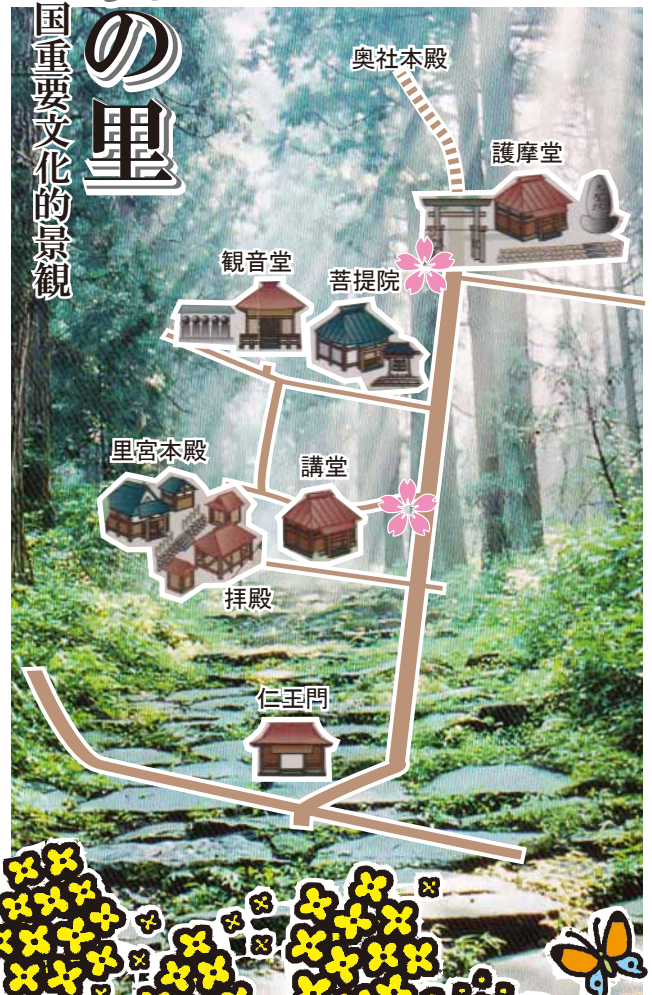 の里
国重要文化的景観
奥社本殿
護摩堂
観音堂
菩提院
里宮本殿
講堂
拝殿
仁王門